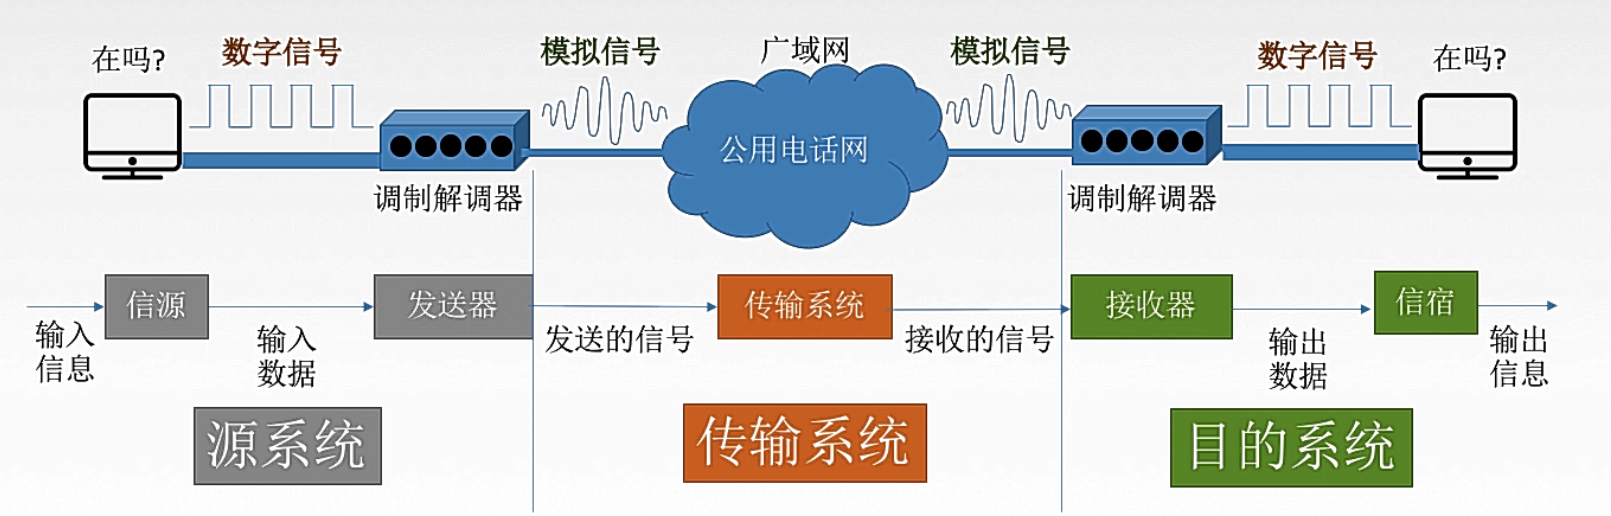 在吗?
数字信号
模拟信号
广域网
模拟信号
数字信号
在吗?
公用电话网
调制解调器
调制解调器
信源
发送器
传输系统
接收器
信宿
输入
信息
输入
数据
发送的信号
接收的信号
输出
数据
输出
信息
源系统
传输系统
目的系统